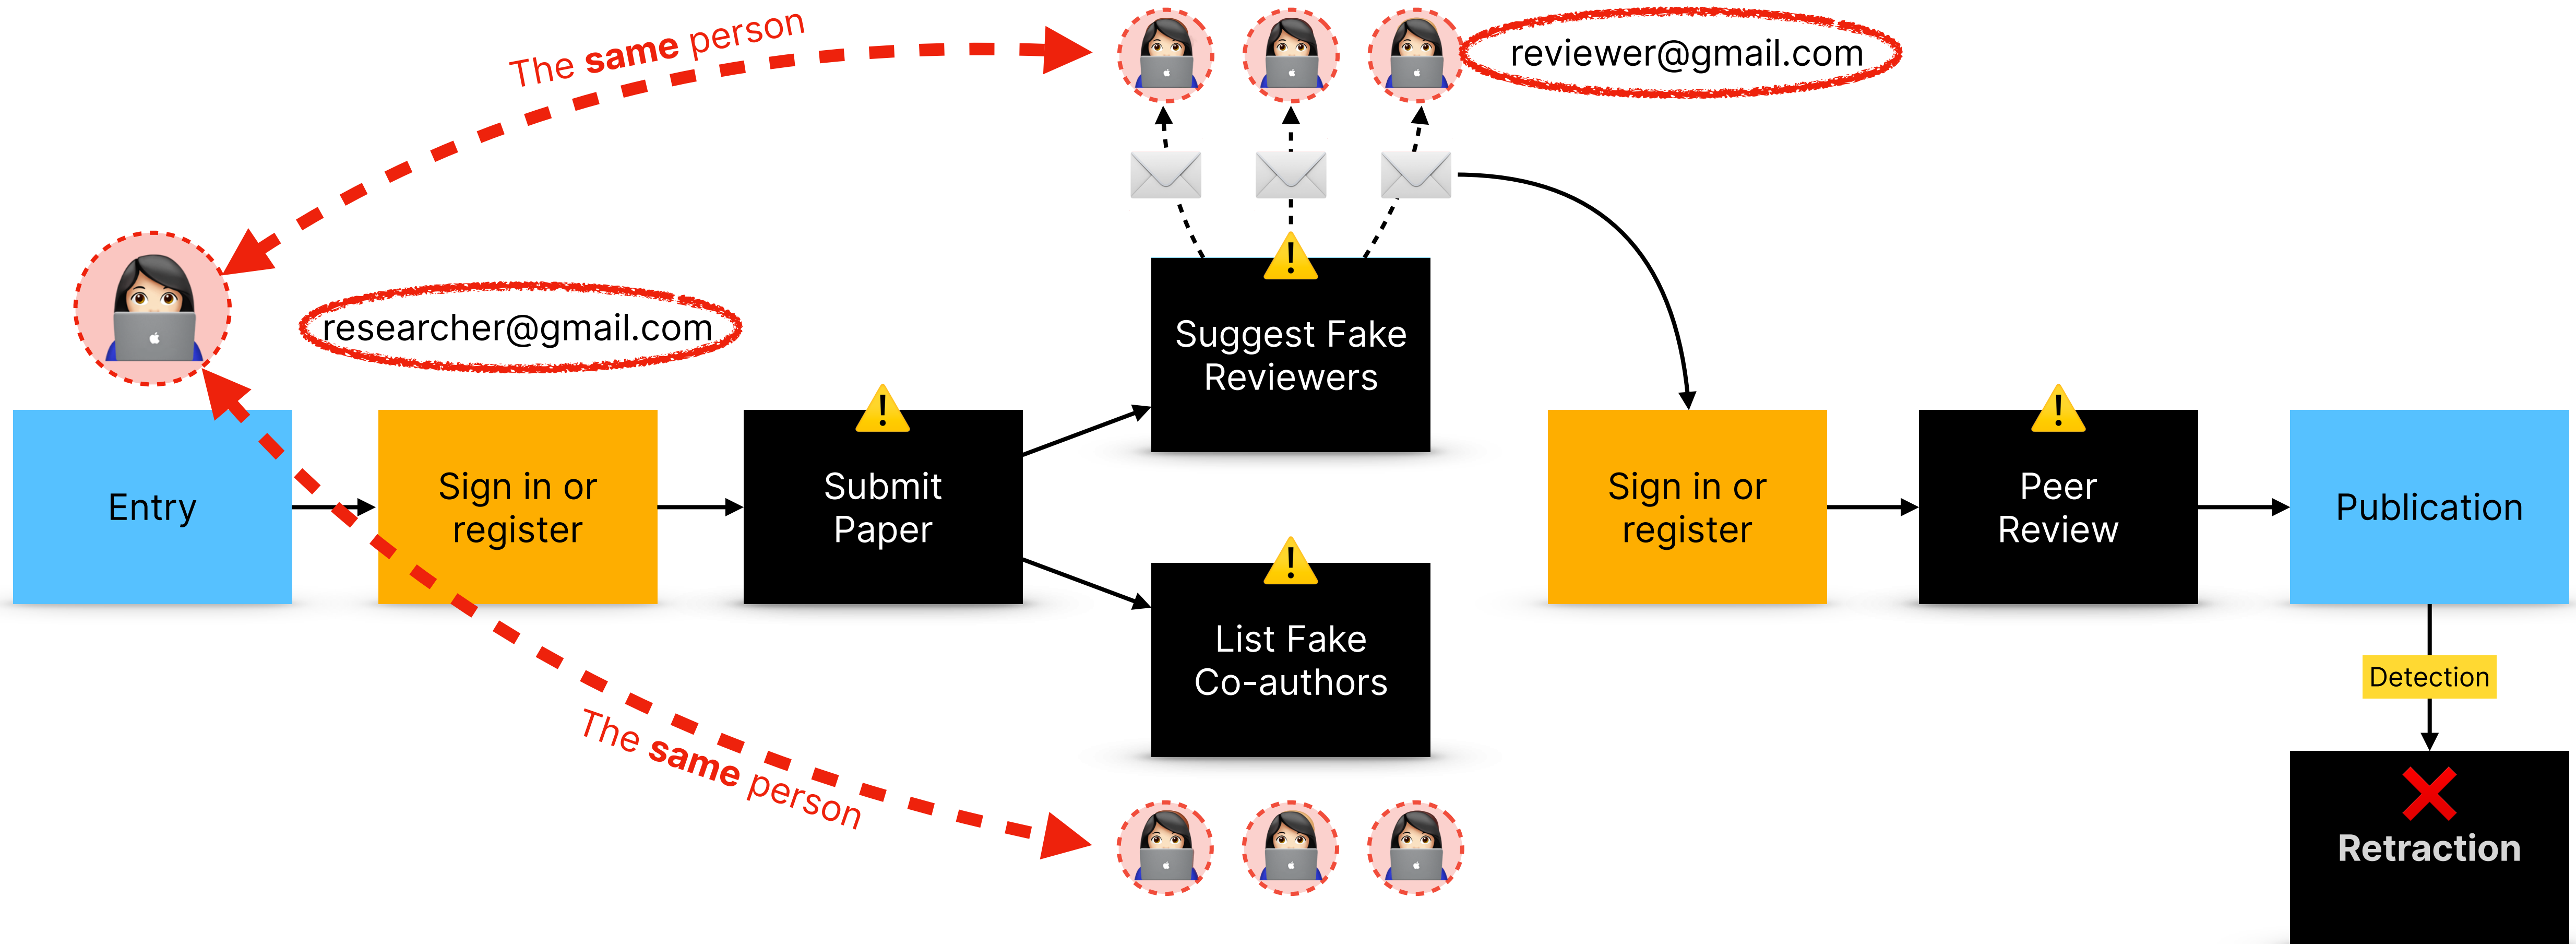 The same person
reviewer@gmail.com
researcher@gmail.com
Suggest Fake
Reviewers
Entry
Sign in or
register
Submit
Paper
List Fake
Co-authors
Sign in or
register
Peer
Review
Publication
Detection
The same person
Retraction